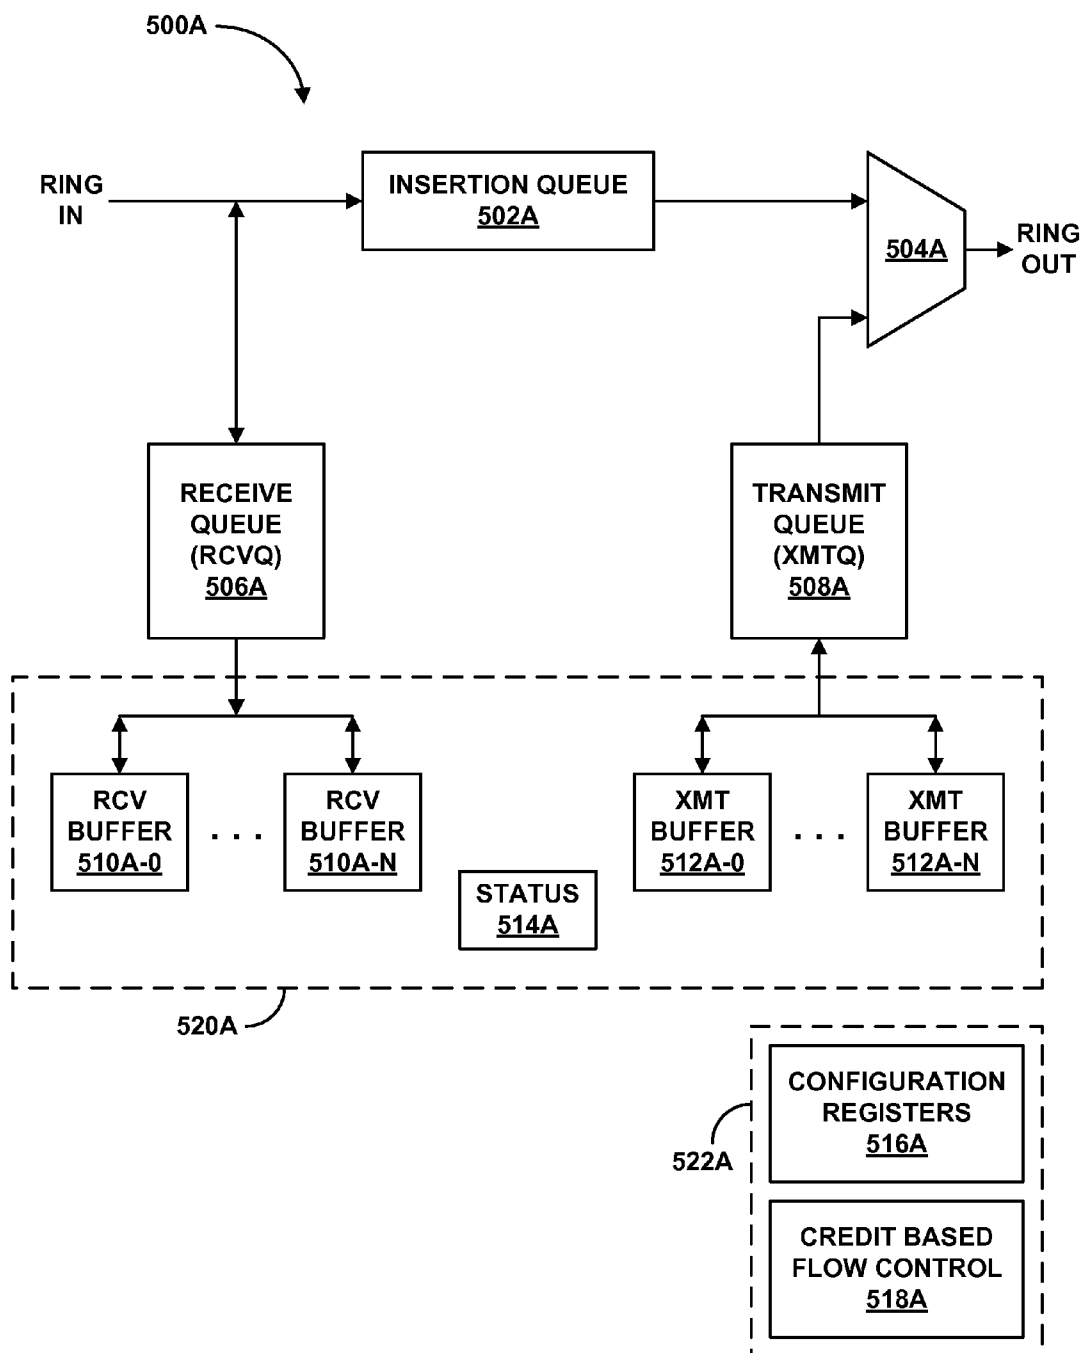 500A
RING
IN
INSERTION QUEUE
502A
504A
RING
OUT
RECEIVE
QUEUE
(RCVQ)
506A
TRANSMIT
QUEUE
(XMTQ)
508A
RCV
BUFFER
510A-0
. . .
RCV
BUFFER
510A-N
XMT
BUFFER
512A-0
. . .
XMT
BUFFER
512A-N
STATUS
514A
520A
522A
CONFIGURATION
REGISTERS
516A
CREDIT BASED
FLOW CONTROL
518A